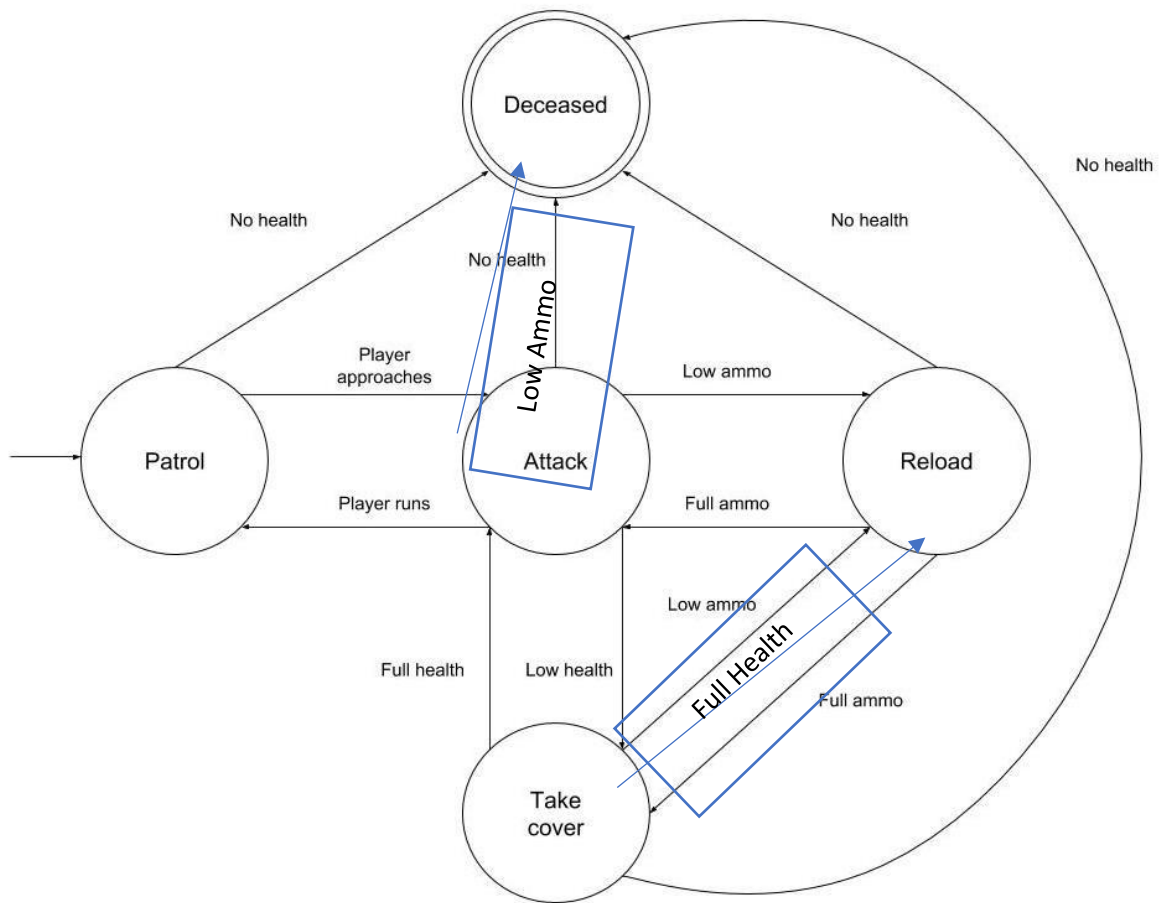 Deceased
No health
No health
No health
No health
Low Ammo
Player
approaches
Low ammo
Patrol
Attack
Reload
Player runs
Full ammo
Low ammo
Full Health
Full health
Low health
Full ammo
Take
cover